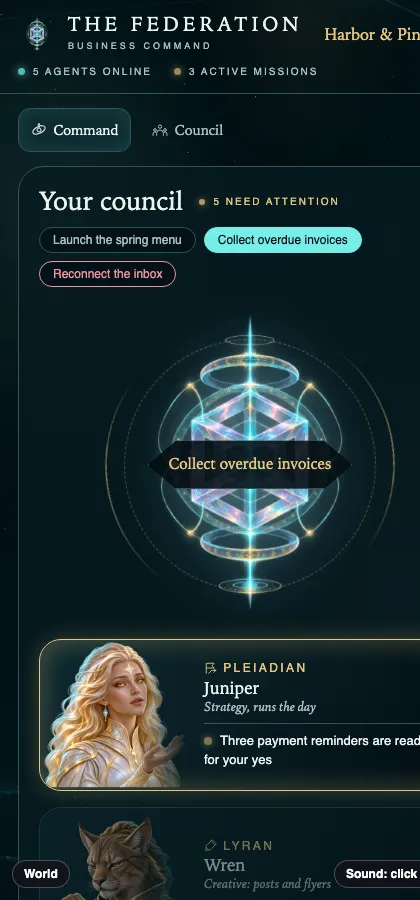 THE FEDERATION
BUSINESS COMMAND
Harbor & Pin
5 AGENTS ONLINE
3 ACTIVE MISSIONS
Command
Council
Your council
5 NEED ATTENTION
Launch the spring menu
Collect overdue invoices
Reconnect the inbox
Collect overdue invoices
PLEIADIAN
Juniper
Strategy, runs the day
Three payment reminders are read
for your yes
LYRAN
Wren
Creative: posts and flyers
World
Sound: click